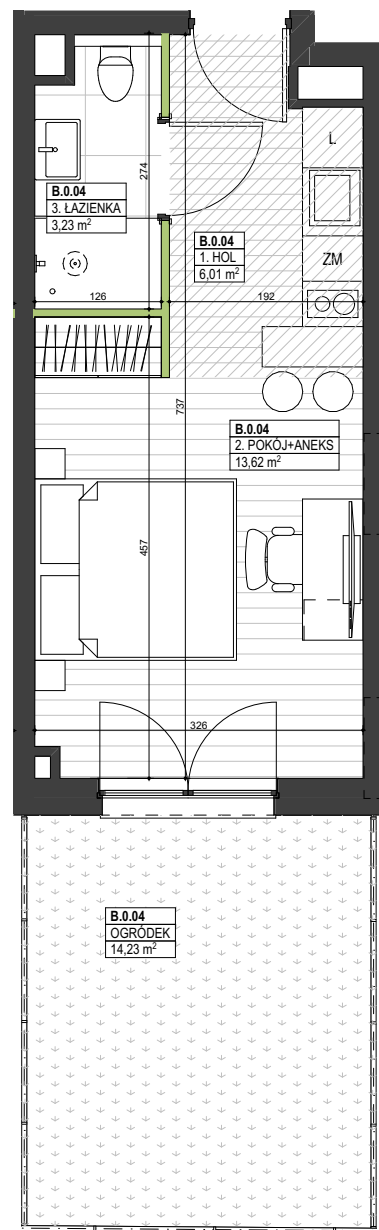 L.
274
B.0.04
3. ŁAZIENKA
3,23 m²
B.0.04
1. HOL
6,01 m²
ZM
126
192
737
B.0.04
2. POKÓJ+ANEKS
13,62 m²
457
326
B.0.04
OGRÓDEK
14,23 m²